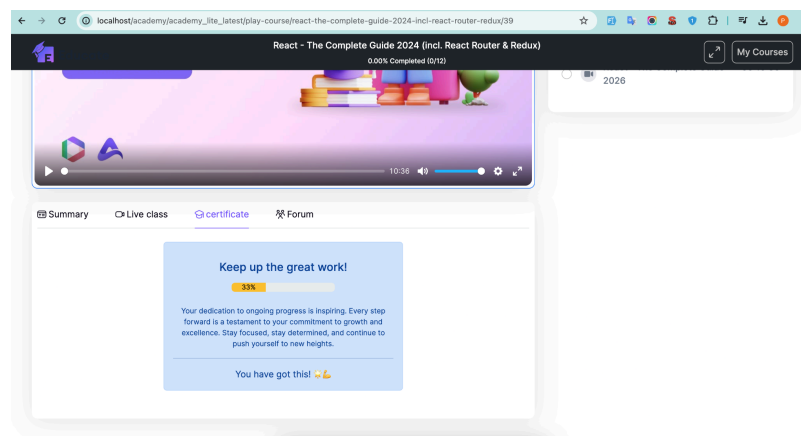 localhost/academy/academy_lite_latest/play-course/react-the-complete-guide-2024-incl-react-router-redux/39
React - The Complete Guide 2024 (incl. React Router & Redux)
0.00% Completed (0/12)
My Courses
2026
10:36
Summary
Live class
certificate
Forum
Keep up the great work!
33%
Your dedication to ongoing progress is inspiring. Every step
forward is a testament to your commitment to growth and
excellence. Stay focused, stay determined, and continue to
push yourself to new heights.
You have got this! 🌟💪